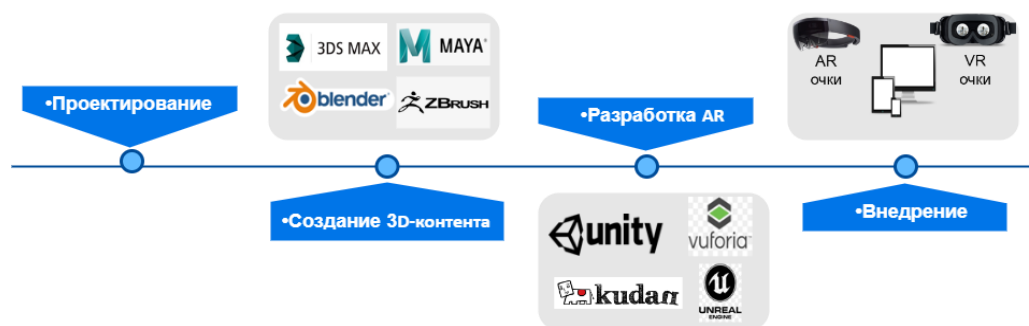 •Проектирование
3DS MAX
MAYA®
blender®
ZBRUSH
•Создание 3D-контента
•Разработка AR
unity
vuforia™
kudan
UNREAL
ENGINE
AR
очки
VR
очки
•Внедрение